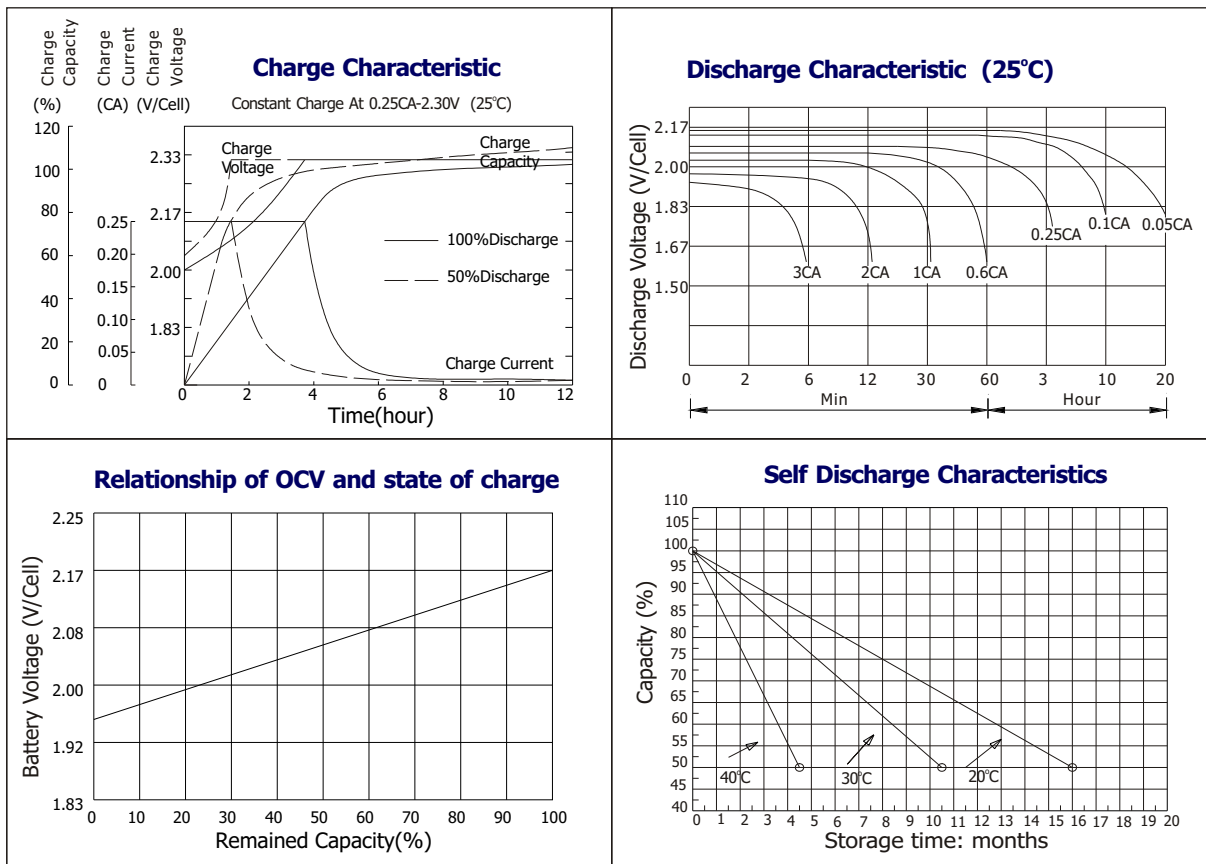 Charge Capacity
Charge Current
Charge Voltage
(%)
(CA)
(V/Cell)
Charge Characteristic
Constant Charge At 0.25CA-2.30V (25°C)
120
100
80
60
40
20
0
0.25
0.20
0.15
0.10
0.05
0
2.33
2.17
2.00
1.83
Charge Voltage
Charge Capacity
100%Discharge
50%Discharge
Charge Current
0 2 4 6 8 10 12
Time(hour)
Discharge Characteristic (25°C)
Discharge Voltage (V/Cell)
2.17
2.00
1.83
1.67
1.50
3CA
2CA
1CA
0.6CA
0.25CA
0.1CA
0.05CA
0 2 6 12 30 60 3 10 20
Min
Hour
Relationship of OCV and state of charge
Battery Voltage (V/Cell)
2.25
2.17
2.08
2.00
1.92
1.83
0 10 20 30 40 50 60 70 80 90 100
Remained Capacity(%)
Self Discharge Characteristics
Capacity (%)
110
105
100
95
90
85
80
75
70
65
60
55
50
45
40
40°C
30°C
20°C
0 1 2 3 4 5 6 7 8 9 10 11 12 13 14 15 16 17 18 19 20
Storage time: months